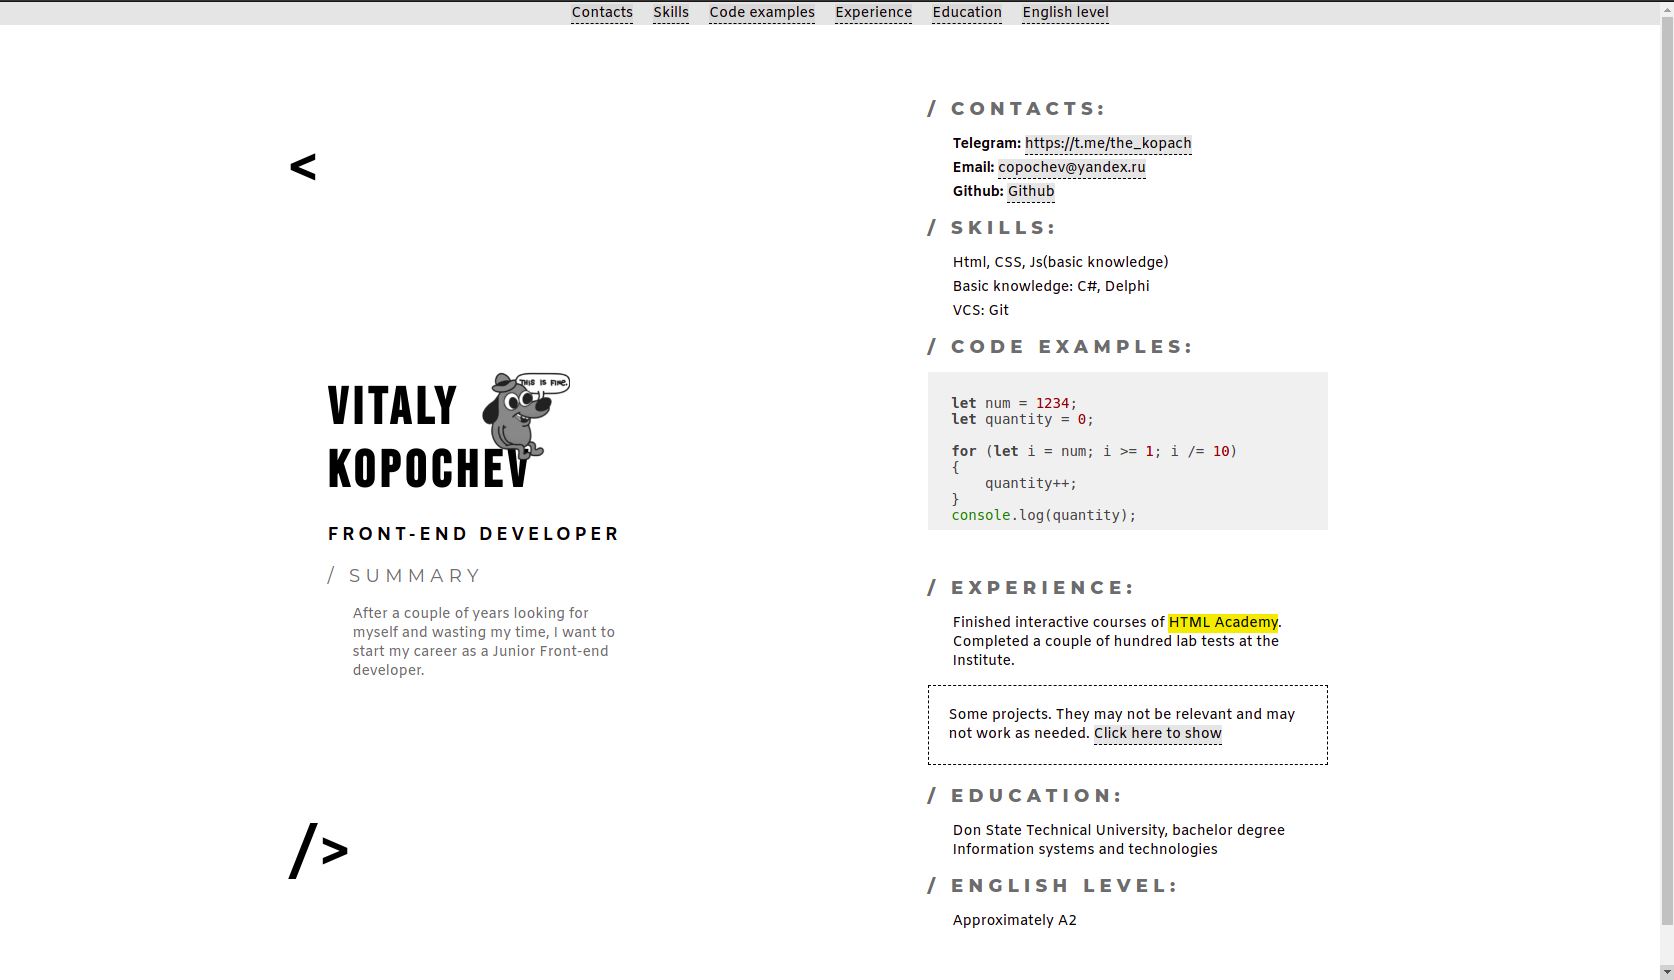 Contacts Skills Code examples Experience Education English level
<
VITALY
THIS IS FINE.
KOPOCHEV
FRONT-END DEVELOPER
/ SUMMARY
After a couple of years looking for
myself and wasting my time, I want to
start my career as a Junior Front-end
developer.
/>
/ CONTACTS:
Telegram: https://t.me/the_kopach
Email: copochev@yandex.ru
Github: Github
/ SKILLS:
Html, CSS, Js(basic knowledge)
Basic knowledge: C#, Delphi
VCS: Git
/ CODE EXAMPLES:
let num = 1234;
let quantity = 0;
for (let i = num; i >= 1; i /= 10)
{
    quantity++;
}
console.log(quantity);
/ EXPERIENCE:
Finished interactive courses of HTML Academy.
Completed a couple of hundred lab tests at the
Institute.
Some projects. They may not be relevant and may
not work as needed. Click here to show
/ EDUCATION:
Don State Technical University, bachelor degree
Information systems and technologies
/ ENGLISH LEVEL:
Approximately A2